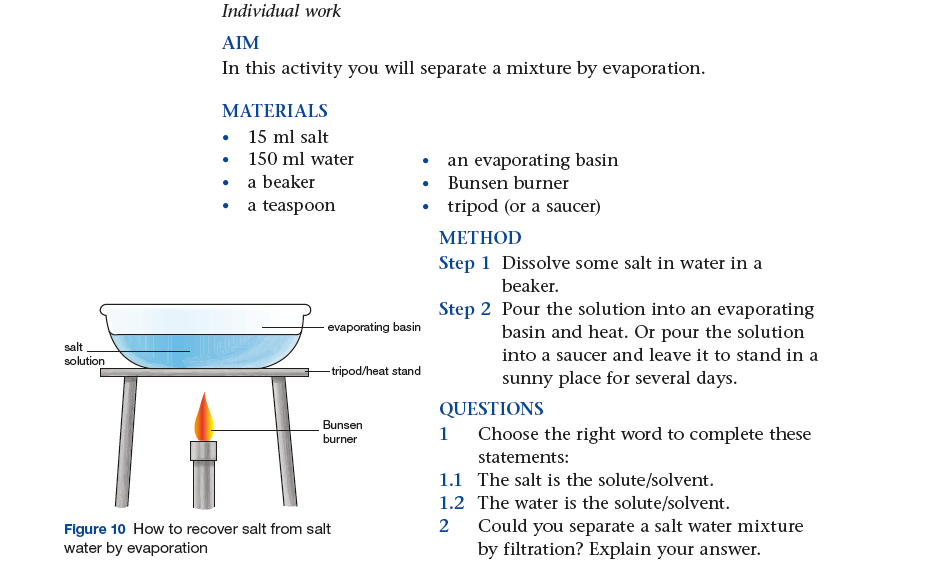 Individual work
AIM
In this activity you will separate a mixture by evaporation.
MATERIALS
• 15 ml salt
• 150 ml water
• a beaker
• a teaspoon
• an evaporating basin
• Bunsen burner
• tripod (or a saucer)
METHOD
Step 1 Dissolve some salt in water in a
beaker.
Step 2 Pour the solution into an evaporating
basin and heat. Or pour the solution
into a saucer and leave it to stand in a
sunny place for several days.
evaporating basin
salt
solution
tripod/heat stand
Bunsen
burner
Figure 10 How to recover salt from salt
water by evaporation
QUESTIONS
1 Choose the right word to complete these
statements:
1.1 The salt is the solute/solvent.
1.2 The water is the solute/solvent.
2 Could you separate a salt water mixture
by filtration? Explain your answer.